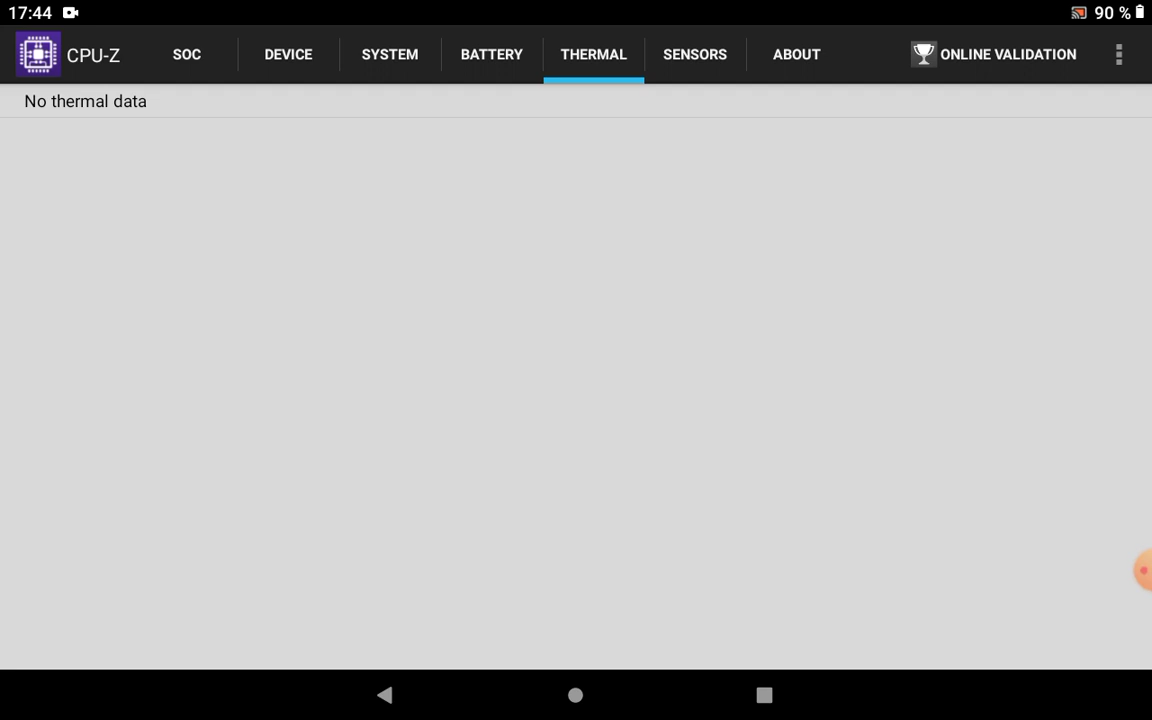 17:44 90 %
CPU-Z SOC DEVICE SYSTEM BATTERY THERMAL SENSORS ABOUT ONLINE VALIDATION
No thermal data